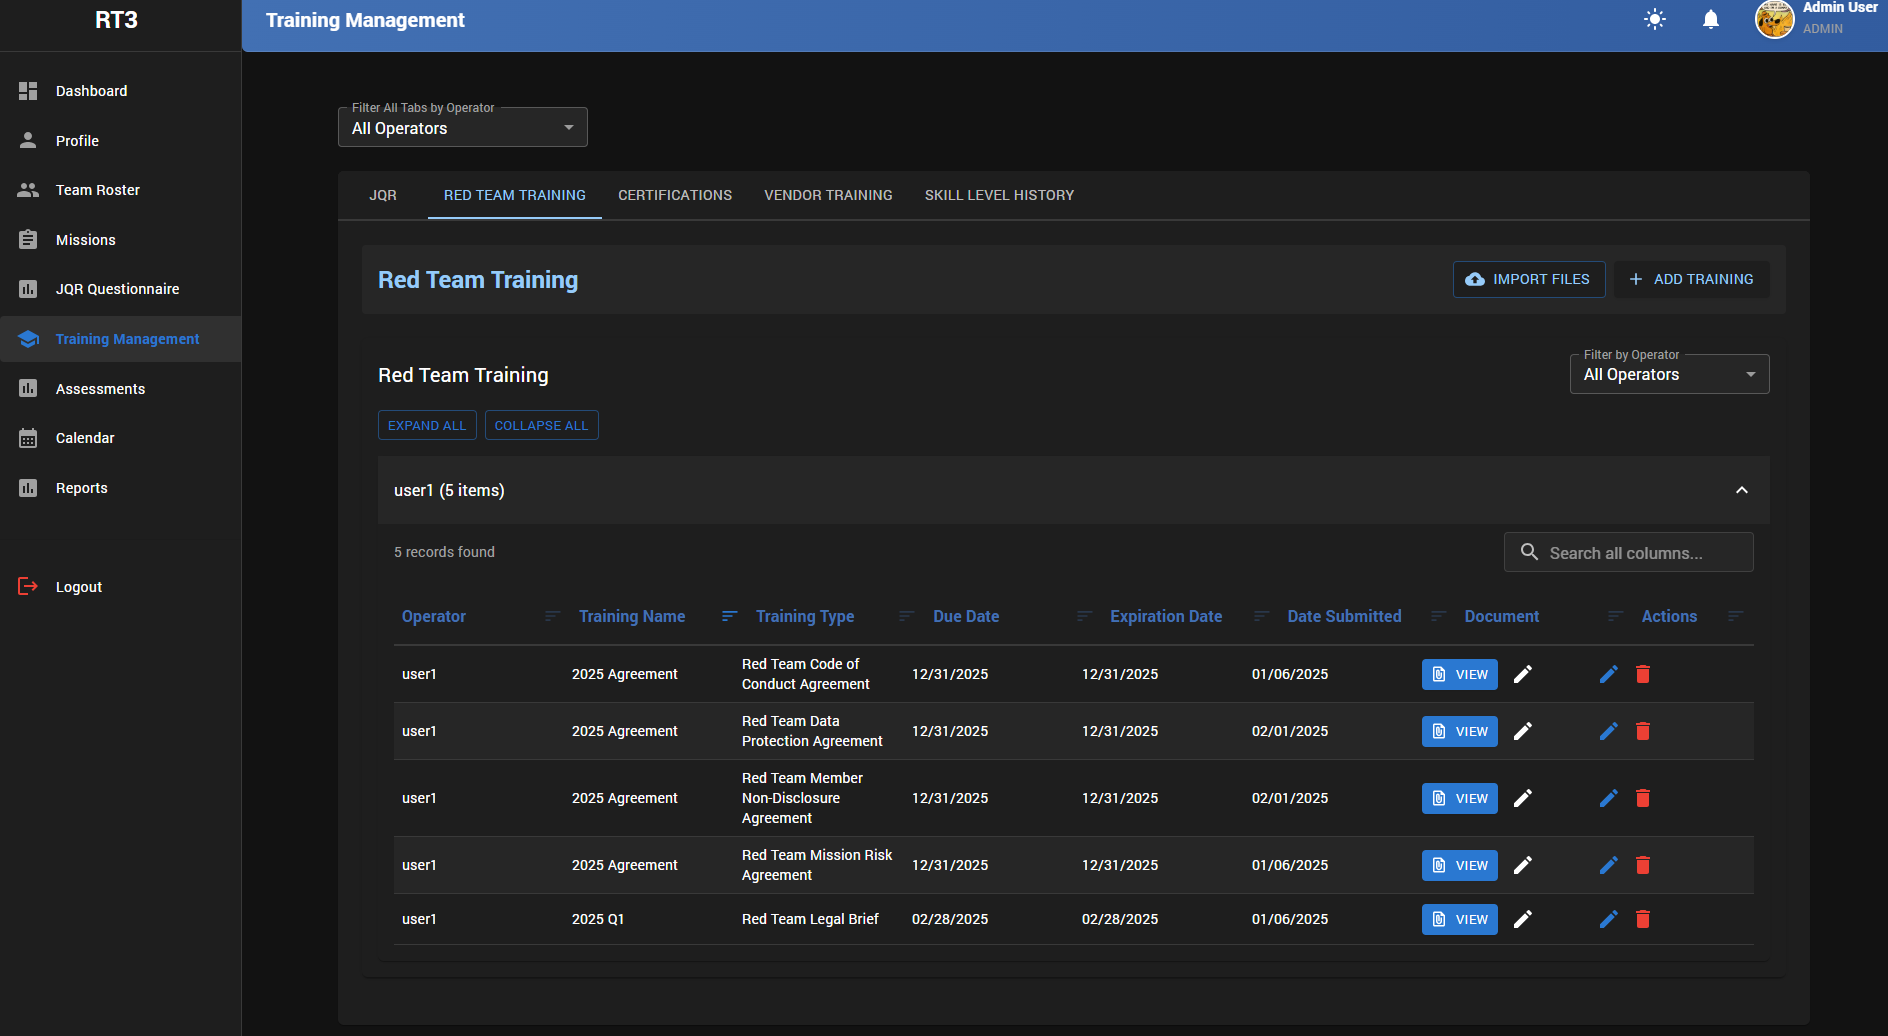 RT3
Training Management
Admin User
ADMIN
Dashboard
Profile
Team Roster
Missions
JQR Questionnaire
Training Management
Assessments
Calendar
Reports
Logout
Filter All Tabs by Operator
All Operators
JQR RED TEAM TRAINING CERTIFICATIONS VENDOR TRAINING SKILL LEVEL HISTORY
Red Team Training
IMPORT FILES
+ ADD TRAINING
Red Team Training
Filter by Operator
All Operators
EXPAND ALL COLLAPSE ALL
user1 (5 items)
5 records found
Search all columns...
Operator Training Name Training Type Due Date Expiration Date Date Submitted Document Actions
user1 2025 Agreement Red Team Code of
Conduct Agreement 12/31/2025 12/31/2025 01/06/2025 VIEW
user1 2025 Agreement Red Team Data
Protection Agreement 12/31/2025 12/31/2025 02/01/2025 VIEW
user1 2025 Agreement Red Team Member
Non-Disclosure
Agreement 12/31/2025 12/31/2025 02/01/2025 VIEW
user1 2025 Agreement Red Team Mission Risk
Agreement 12/31/2025 12/31/2025 01/06/2025 VIEW
user1 2025 Q1 Red Team Legal Brief 02/28/2025 02/28/2025 01/06/2025 VIEW